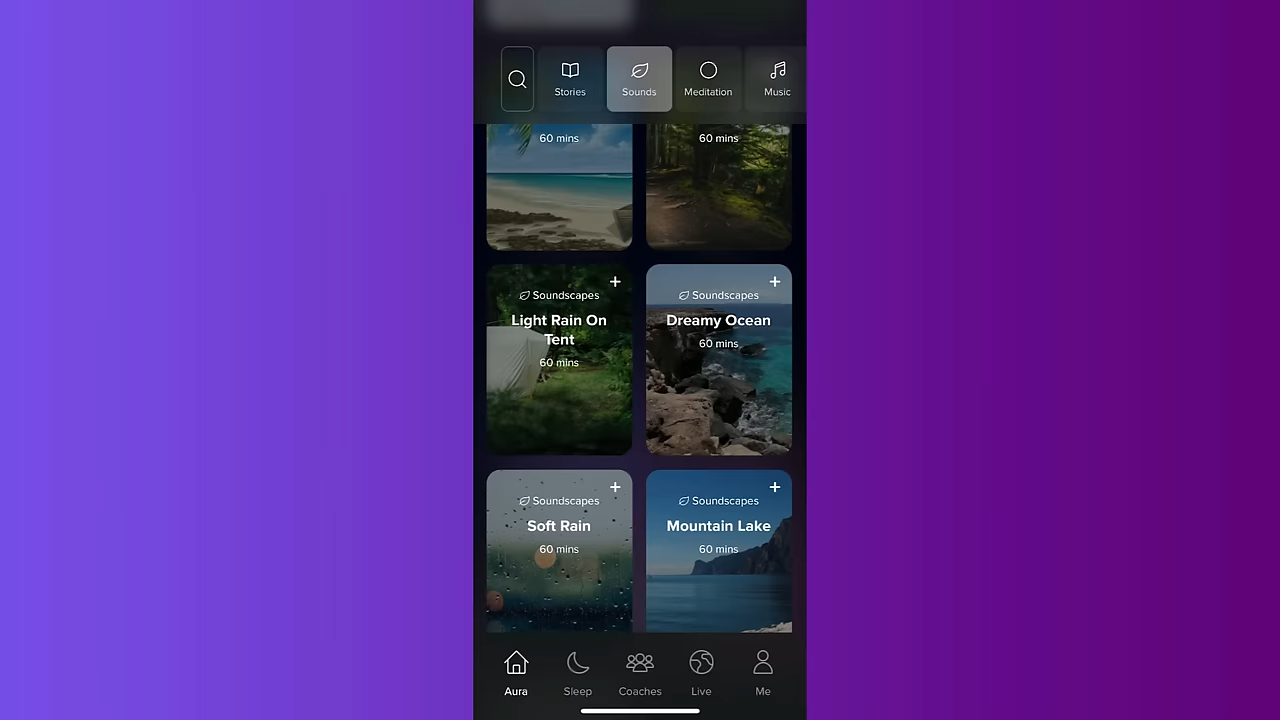 Stories
Sounds
Meditation
Music
60 mins
60 mins
Soundscapes
Light Rain On
Tent
60 mins
Soundscapes
Dreamy Ocean
60 mins
Soundscapes
Soft Rain
60 mins
Soundscapes
Mountain Lake
60 mins
Aura
Sleep
Coaches
Live
Me